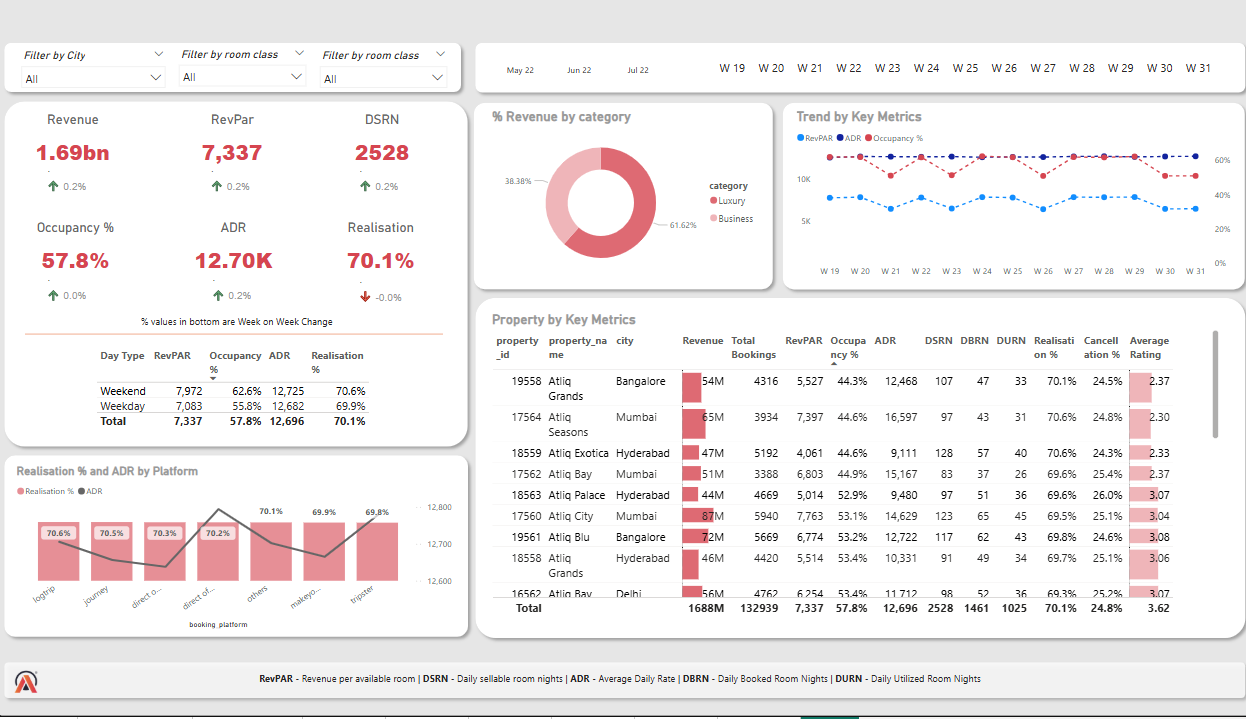 Filter by City
Filter by room class
Filter by room class
All
All
All
May 22 Jun 22 Jul 22
W 19 W 20 W 21 W 22 W 23 W 24 W 25 W 26 W 27 W 28 W 29 W 30 W 31
Revenue RevPar DSRN
1.69bn 7,337 2528
0.2% 0.2% 0.2%
Occupancy % ADR Realisation
57.8% 12.70K 70.1%
0.0% 0.2% -0.0%
% values in bottom are Week on Week Change
Day Type RevPAR Occupancy % ADR Realisation %
Weekend 7,972 62.6% 12,725 70.6%
Weekday 7,083 55.8% 12,682 69.9%
Total 7,337 57.8% 12,696 70.1%
% Revenue by category
38.38%
61.62%
category
Luxury
Business
Trend by Key Metrics
RevPAR ADR Occupancy %
10K
5K
60%
40%
20%
0%
W 19 W 20 W 21 W 22 W 23 W 24 W 25 W 26 W 27 W 28 W 29 W 30 W 31
Realisation % and ADR by Platform
Realisation % ADR
70.6% 70.5% 70.3% 70.2% 70.1% 69.9% 69.8%
12,800
12,700
12,600
logtrip journey direct o... direct of... others makeyo... tripster
booking_platform
Property by Key Metrics
property_id property_name city Revenue Total Bookings RevPAR Occupancy % ADR DSRN DBRN DURN Realisation % Cancellation % Average Rating
19558 Atliq Grands Bangalore 54M 4316 5,527 44.3% 12,468 107 47 33 70.1% 24.5% 2.37
17564 Atliq Seasons Mumbai 65M 3934 7,397 44.6% 16,597 97 43 31 70.6% 24.8% 2.30
18559 Atliq Exotica Hyderabad 47M 5192 4,061 44.6% 9,111 128 57 40 70.6% 24.3% 2.33
17562 Atliq Bay Mumbai 51M 3388 6,803 44.9% 15,167 83 37 26 69.6% 25.4% 2.37
18563 Atliq Palace Hyderabad 44M 4669 5,014 52.9% 9,480 97 51 36 69.6% 26.0% 3.07
17560 Atliq City Mumbai 87M 5940 7,763 53.1% 14,629 123 65 45 69.5% 25.1% 3.04
19561 Atliq Blu Bangalore 72M 5669 6,774 53.2% 12,722 117 62 43 69.8% 24.6% 3.08
18558 Atliq Grands Hyderabad 46M 4420 5,514 53.4% 10,331 91 49 34 69.7% 25.1% 3.06
16562 Atliq Bay Delhi 56M 4762 6,254 53.4% 11,712 98 52 36 69.3% 25.2% 3.07
Total 1688M 132939 7,337 57.8% 12,696 2528 1461 1025 70.1% 24.8% 3.62
RevPAR - Revenue per available room | DSRN - Daily sellable room nights | ADR - Average Daily Rate | DBRN - Daily Booked Room Nights | DURN - Daily Utilized Room Nights